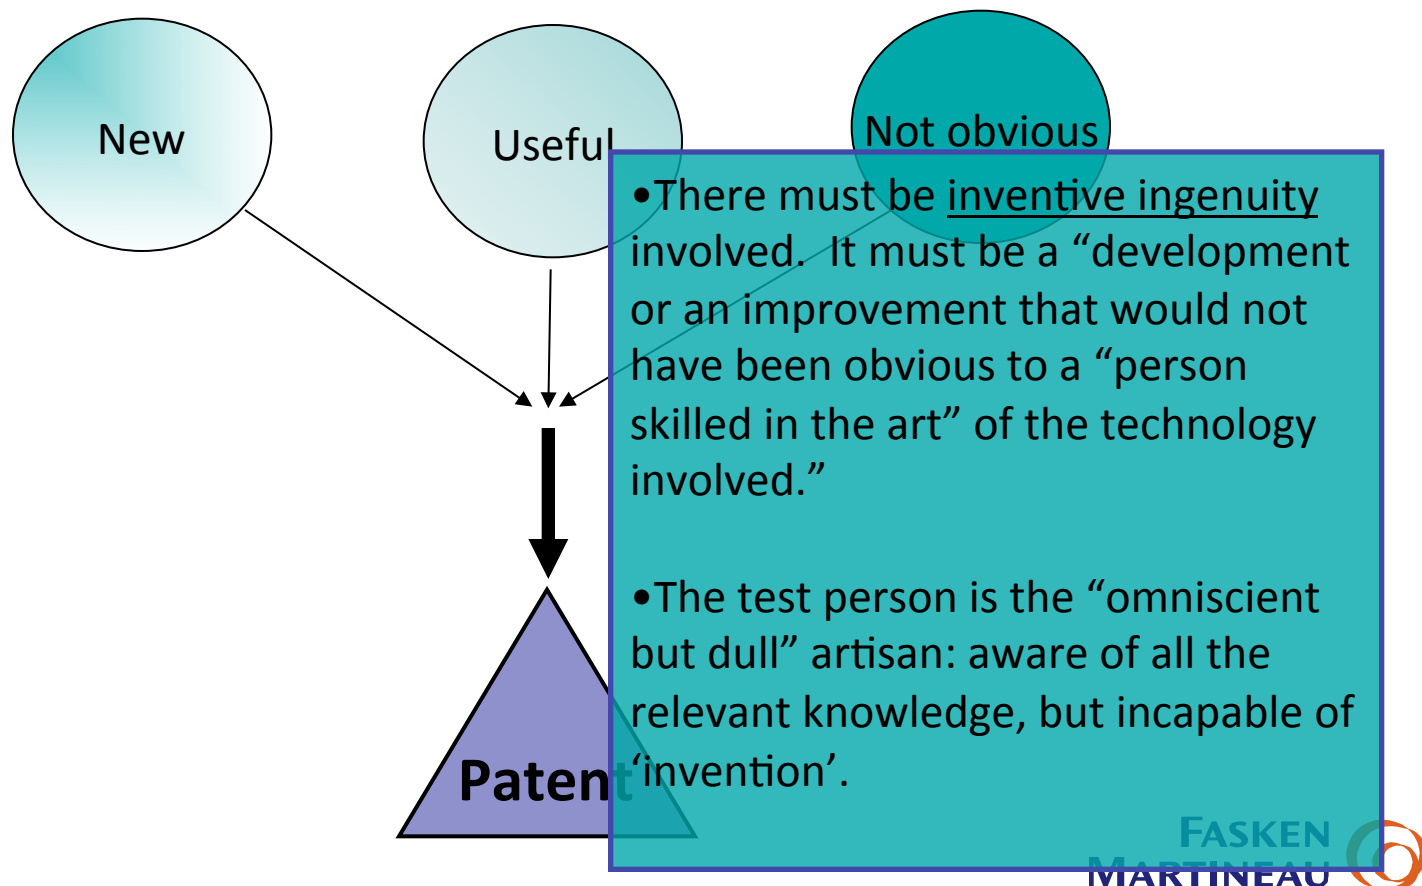 New
Useful
Not obvious
•There must be inventive ingenuity
involved.  It must be a “development
or an improvement that would not
have been obvious to a “person
skilled in the art” of the technology
involved.”
•The test person is the “omniscient
but dull” artisan: aware of all the
relevant knowledge, but incapable of
‘invention’.
Patent
FASKEN
MARTINEAU